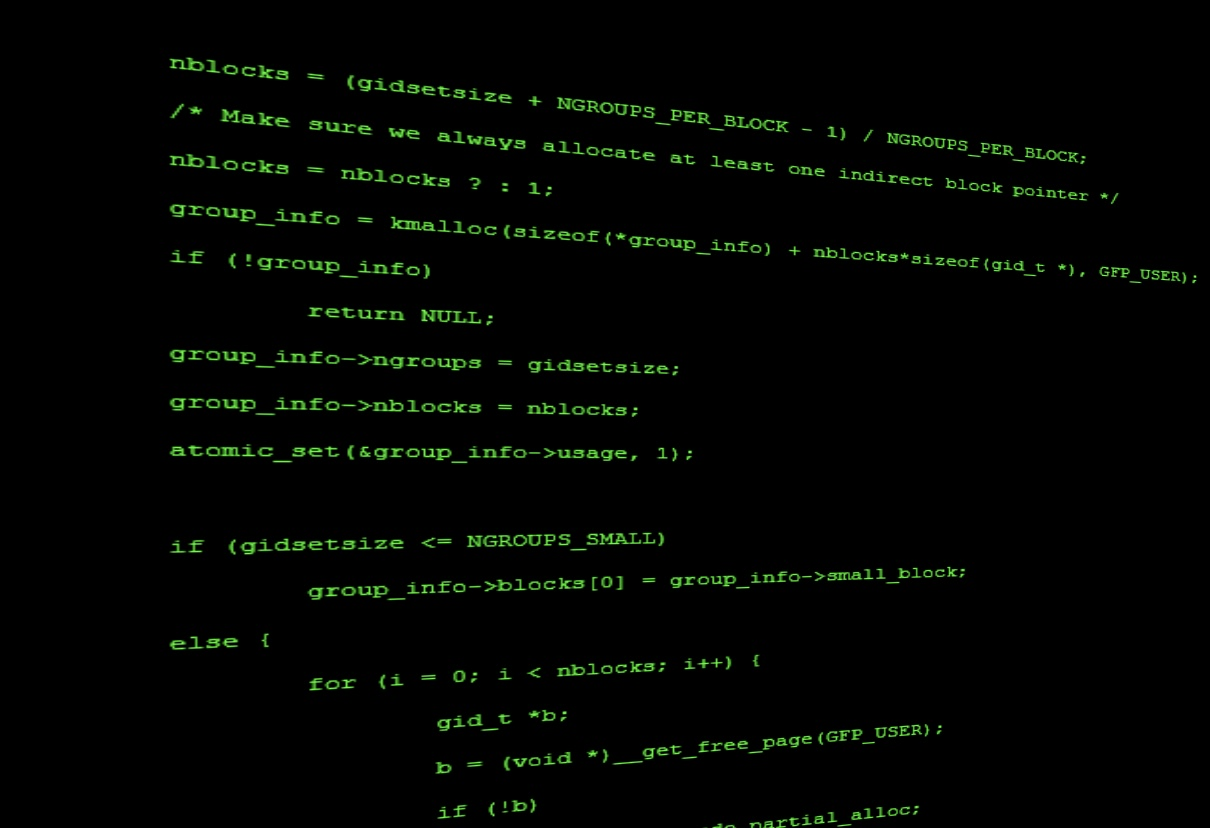 nblocks = (gidsetsize + NGROUPS_PER_BLOCK - 1) / NGROUPS_PER_BLOCK;
/* Make sure we always allocate at least one indirect block pointer */
nblocks = nblocks ? : 1;
group_info = kmalloc(sizeof(*group_info) + nblocks*sizeof(gid_t *), GFP_USER);
if (!group_info)
return NULL;
group_info->ngroups = gidsetsize;
group_info->nblocks = nblocks;
atomic_set(&group_info->usage, 1);
if (gidsetsize <= NGROUPS_SMALL)
group_info->blocks[0] = group_info->small_block;
else {
for (i = 0; i < nblocks; i++) {
gid_t *b;
b = (void *)__get_free_page(GFP_USER);
if (!b)
partial_alloc;